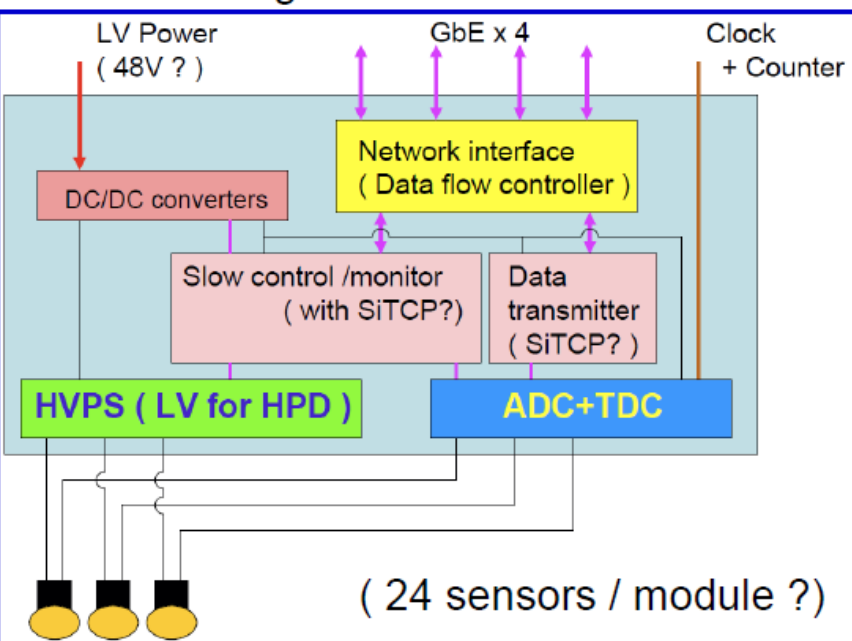 LV Power
( 48V ? )
GbE x 4
Clock
+ Counter
Network interface
( Data flow controller )
DC/DC converters
Slow control /monitor
( with SiTCP?)
Data
transmitter
( SiTCP? )
HVPS ( LV for HPD )
ADC+TDC
( 24 sensors / module ?)